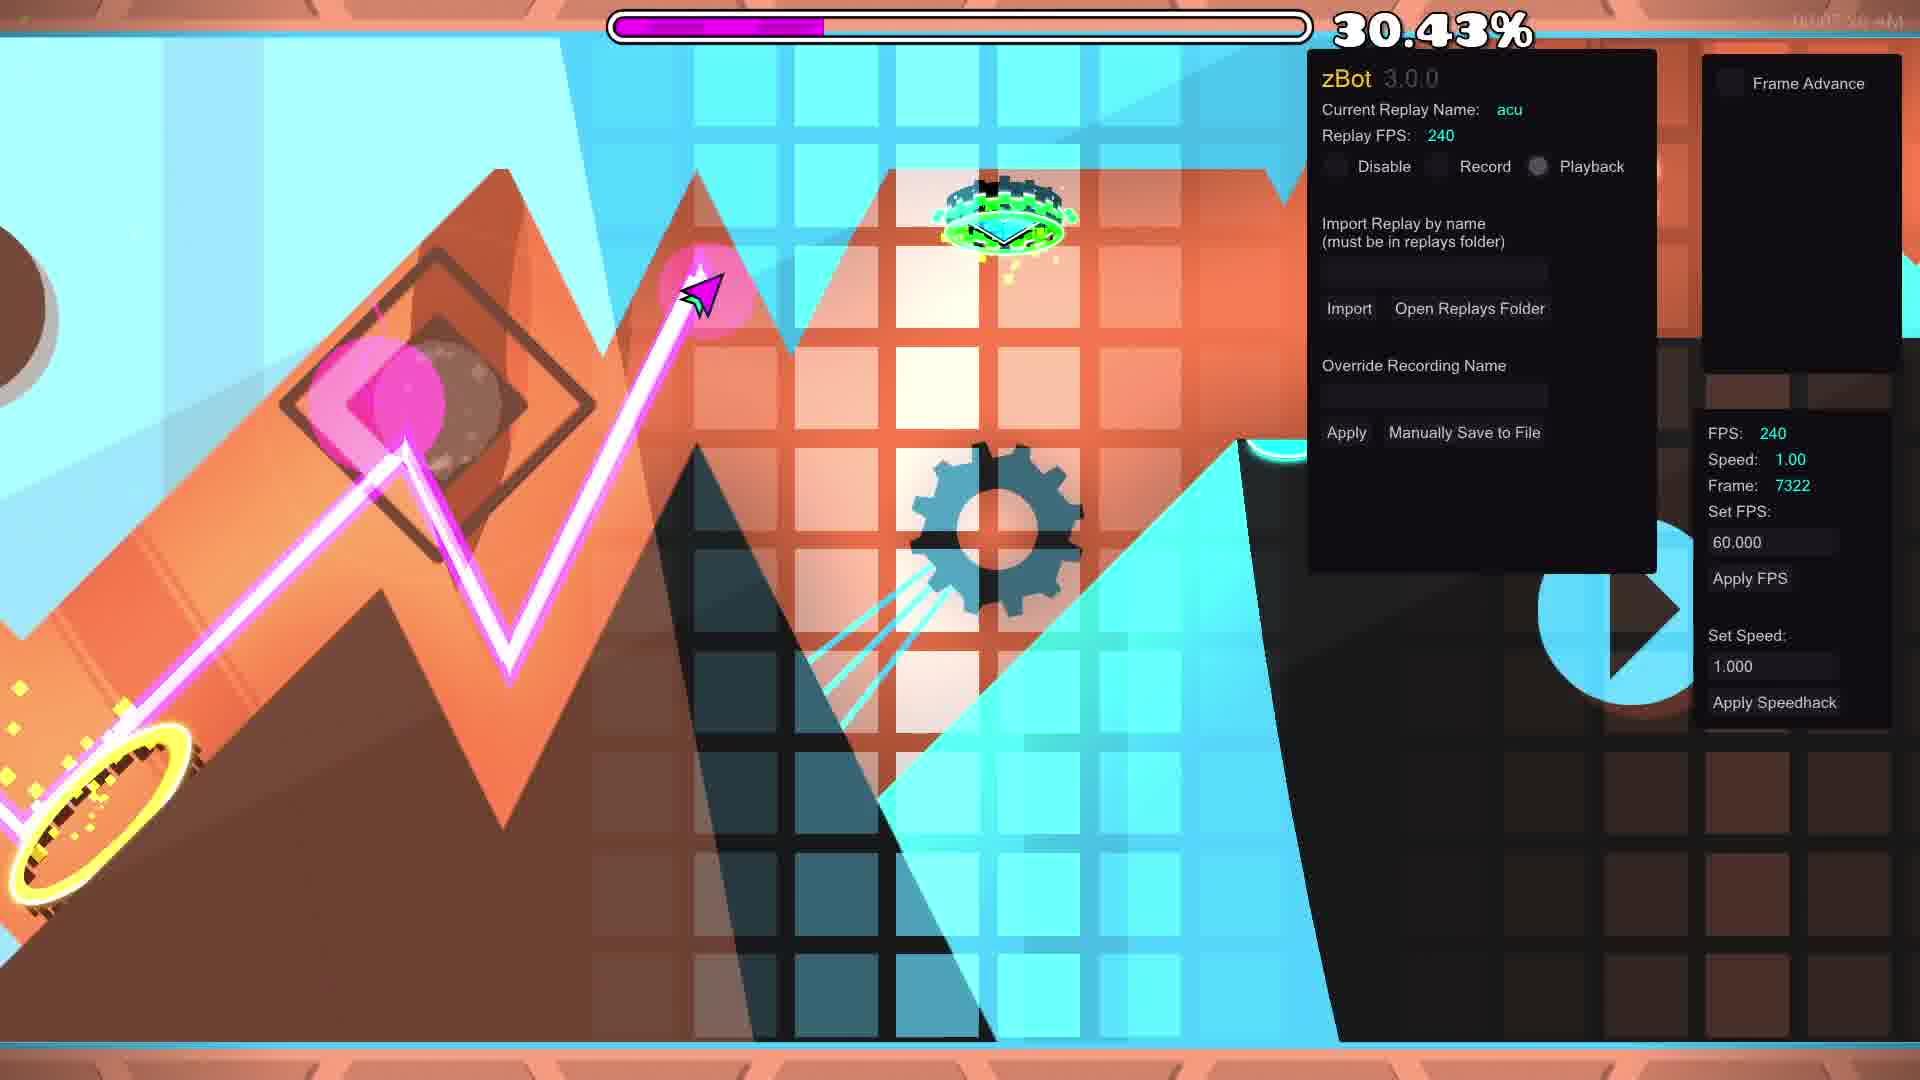 30.43%
zBot 3.0.0
Current Replay Name: acu
Replay FPS: 240
Disable Record Playback
Import Replay by name
(must be in replays folder)
Import Open Replays Folder
Override Recording Name
Apply Manually Save to File
Frame Advance
FPS: 240
Speed: 1.00
Frame: 7322
Set FPS:
60.000
Apply FPS
Set Speed:
1.000
Apply Speedhack